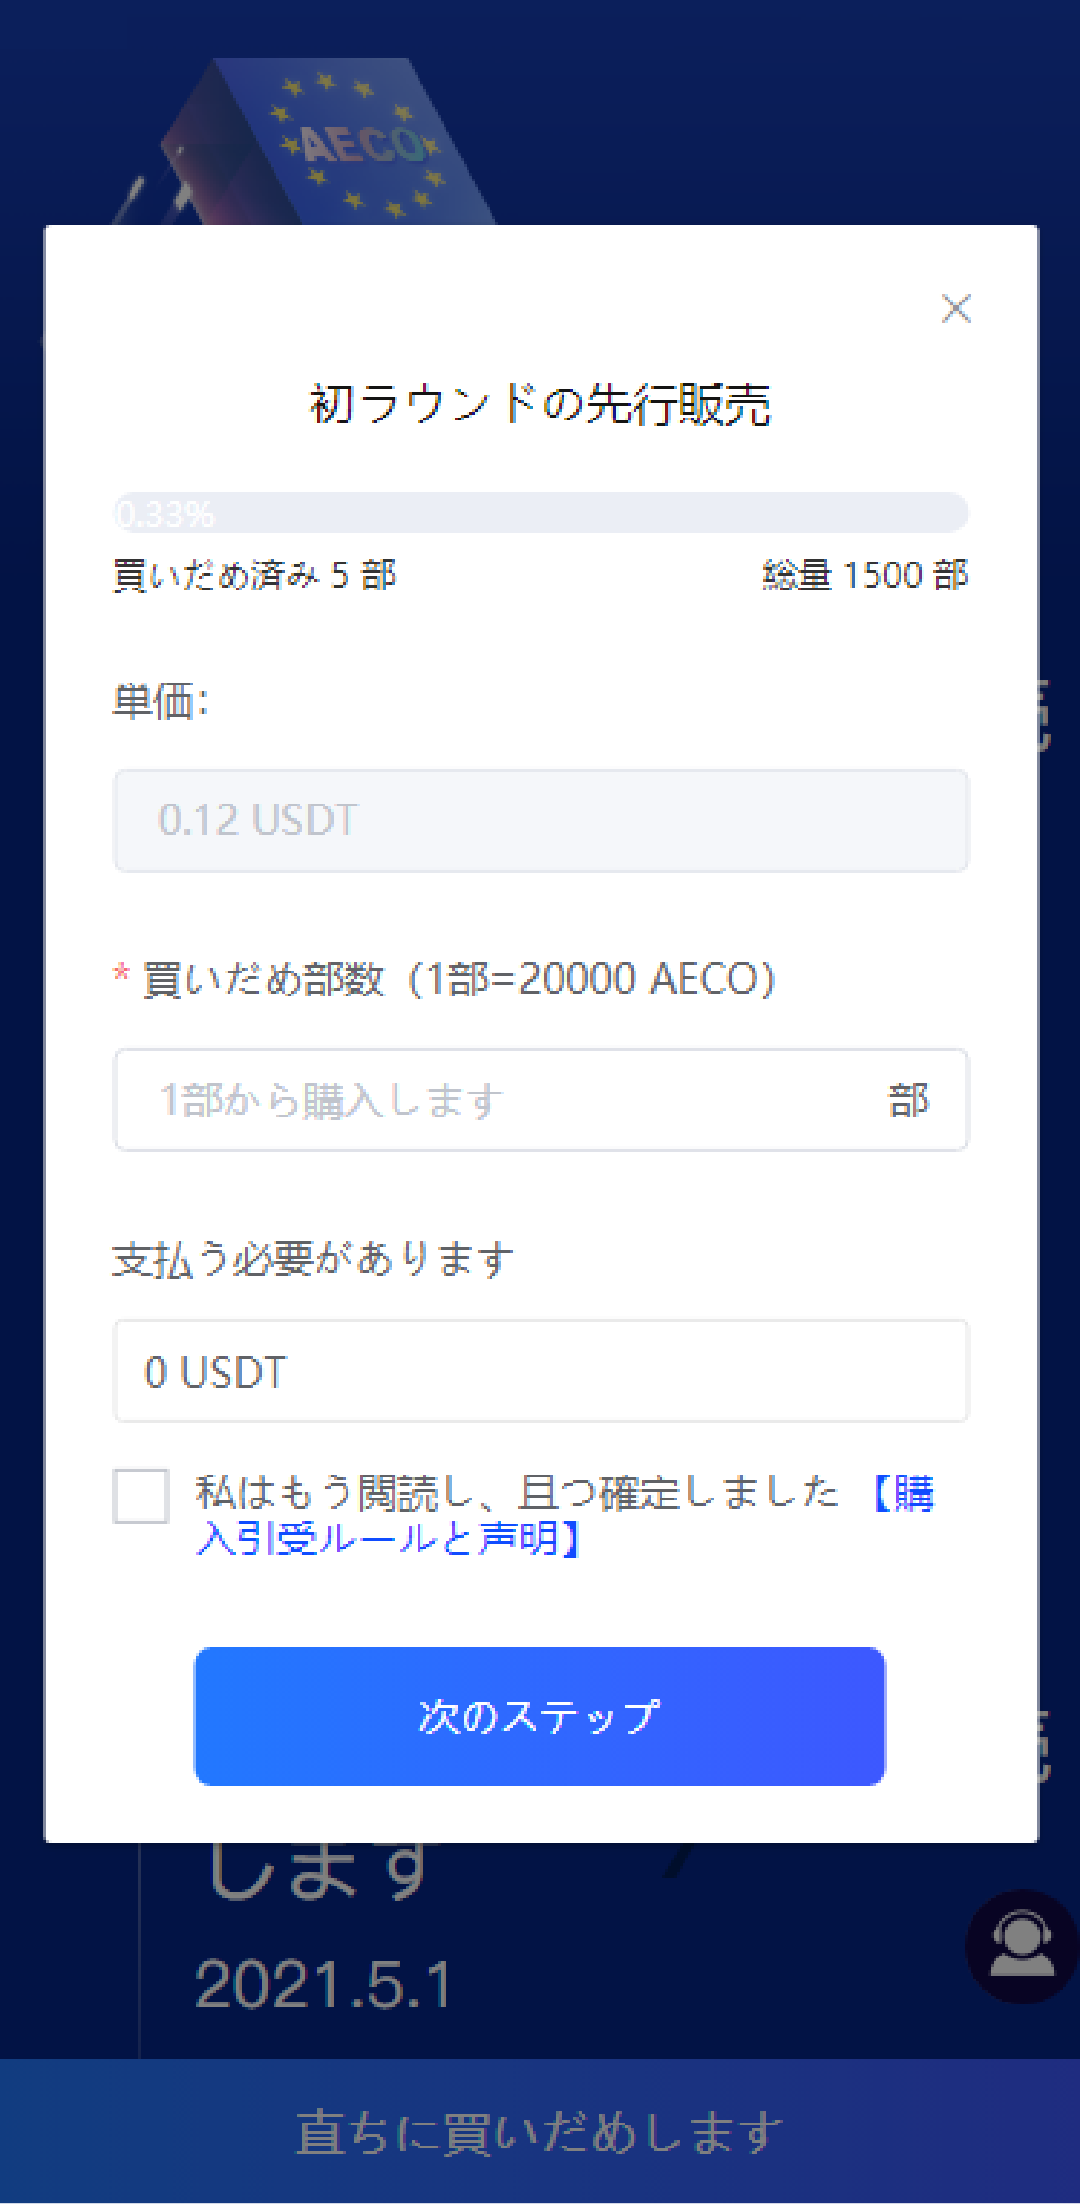 AECO
初ラウンドの先行販売
0.33%
買いだめ済み 5 部
総量 1500 部
単価:
0.12 USDT
* 買いだめ部数（1部=20000 AECO）
1部から購入します
部
支払う必要があります
0 USDT
私はもう閲読し、且つ確定しました 【購
入引受ルールと声明】
次のステップ
します
2021.5.1
直ちに買いだめします